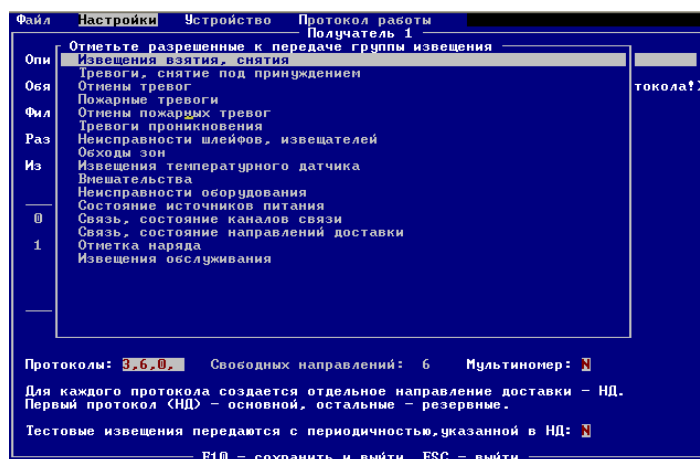 Файл Настройки Устройство Протокол работы
Получатель 1
Отметьте разрешенные к передаче группы извещения
Опи Извещения взятия, снятия
Тревоги, снятие под принуждением
Обя Отмены тревог токола!)
Пожарные тревоги
Фил Отмены пожарных тревог
Тревоги проникновения
Раз Неисправности шлейфов, извещателей
Обходы зон
Из Извещения температурного датчика
Вмешательства
Неисправности оборудования
Состояние источников питания
0 Связь, состояние каналов связи
Связь, состояние направлений доставки
1 Отметка наряда
Извещения обслуживания
Протоколы: 3,6,0, Свободных направлений: 6 Мультиномер: N
Для каждого протокола создается отдельное направление доставки – НД.
Первый протокол (НД) – основной, остальные – резервные.
Тестовые извещения передаются с периодичностью,указанной в НД: N
F10 – сохранить и выйти ESC – выйти